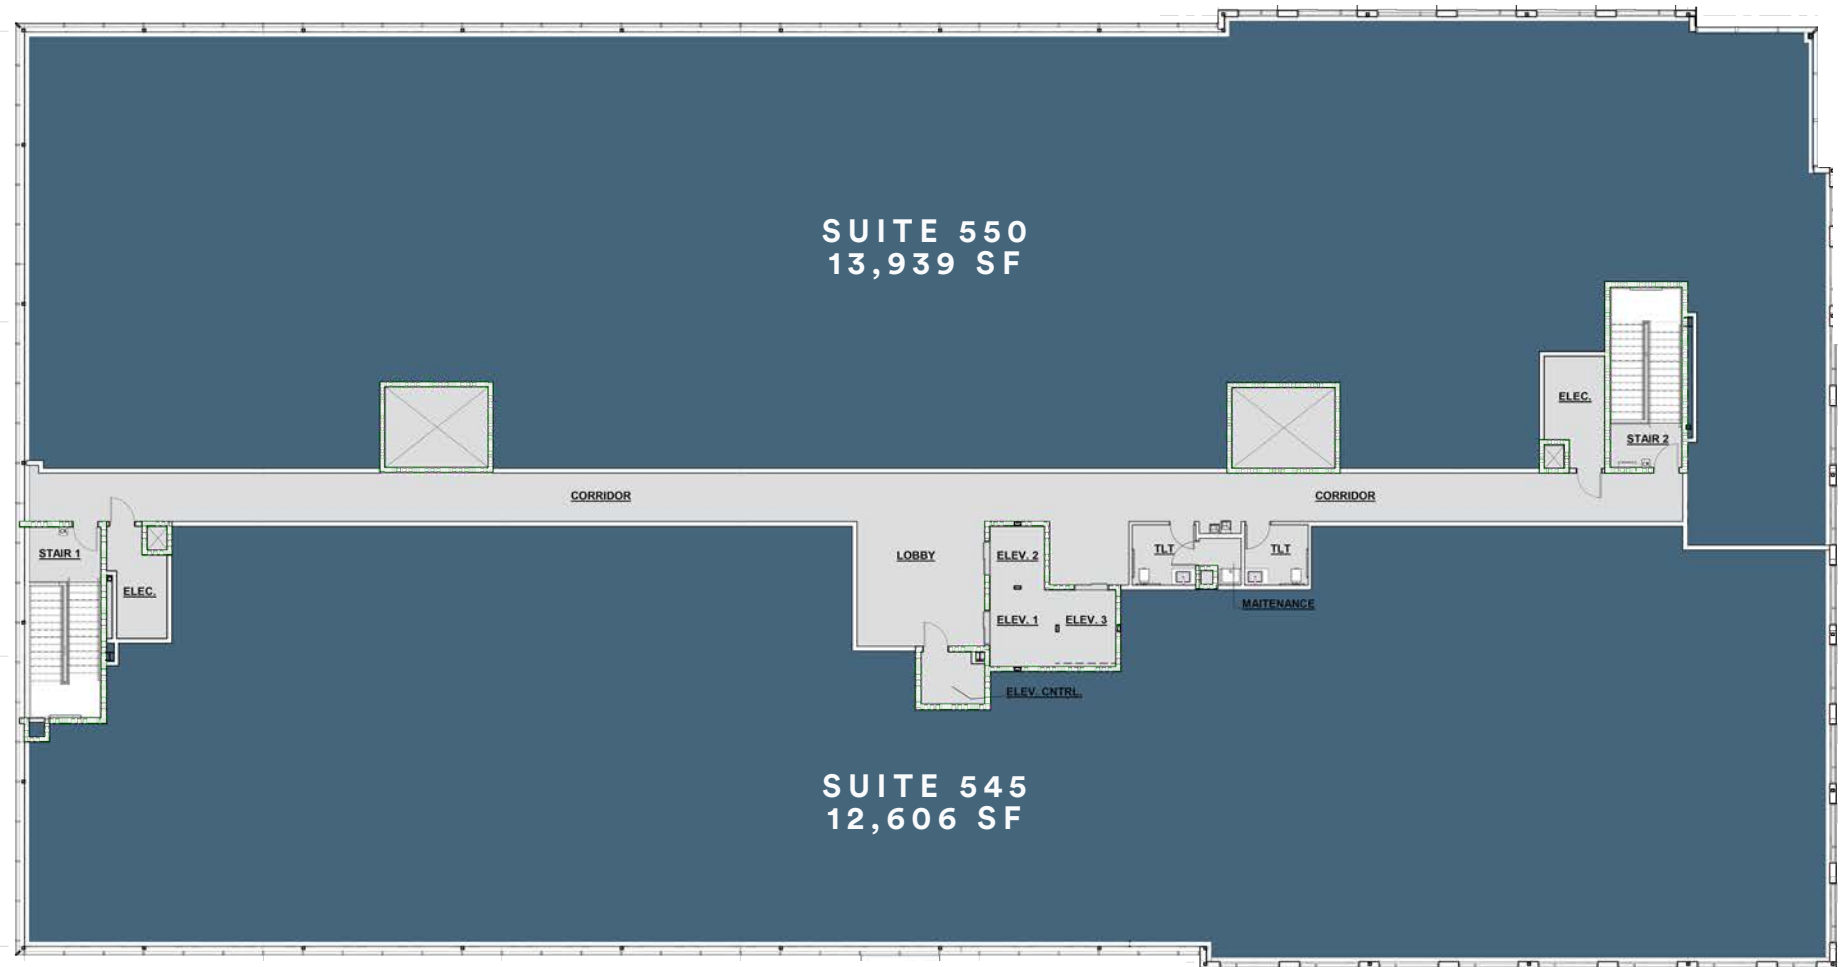 SUITE 550
13,939 SF
ELEC.
STAIR 2
CORRIDOR
CORRIDOR
STAIR 1
ELEC.
LOBBY
ELEV. 2
TLT
TLT
MAITENANCE
ELEV. 1
ELEV. 3
ELEV. CNTRL.
SUITE 545
12,606 SF